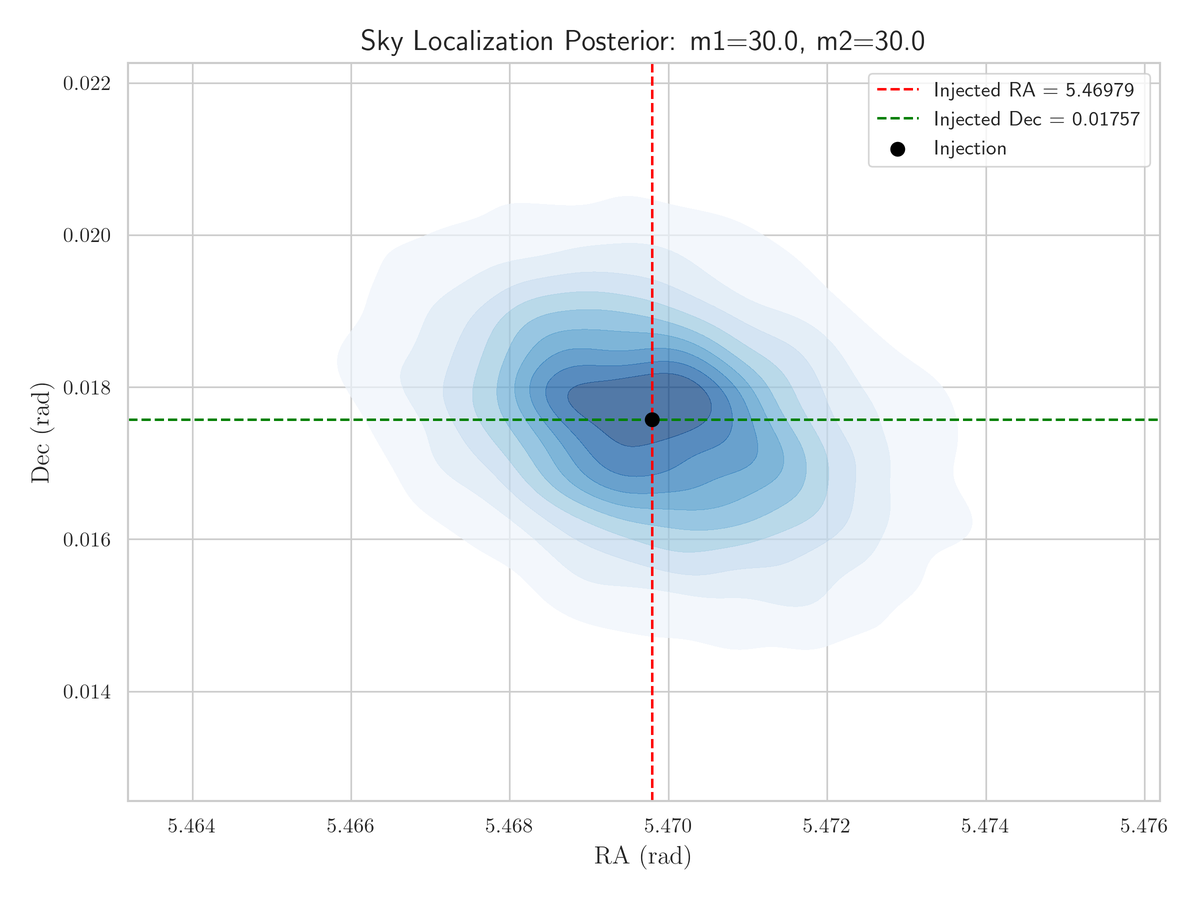 Sky Localization Posterior: m1=30.0, m2=30.0
Injected RA = 5.46979
Injected Dec = 0.01757
Injection
0.022
0.020
0.018
0.016
0.014
Dec (rad)
5.464 5.466 5.468 5.470 5.472 5.474 5.476
RA (rad)